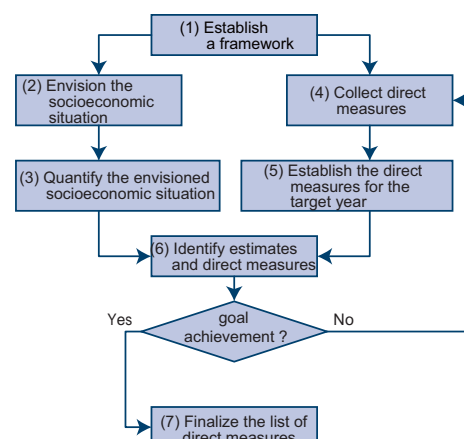 (1) Establish
a framework
(2) Envision the
socioeconomic
situation
(4) Collect direct
measures
(3) Quantify the envisioned
socioeconomic situation
(5) Establish the direct
measures for the
target year
(6) Identify estimates
and direct measures
Yes
goal
achievement ?
No
(7) Finalize the list of
direct measures